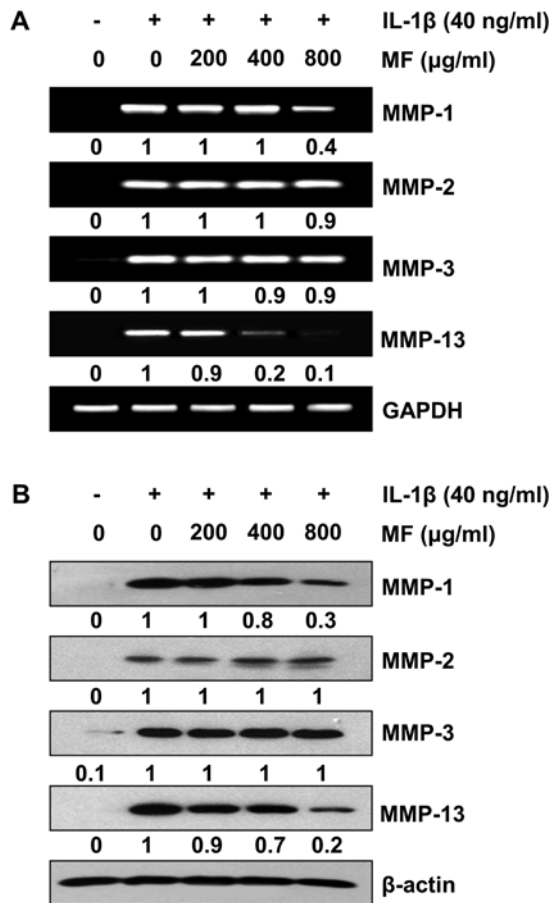 A - + + + + IL-1β (40 ng/ml)
0 0 200 400 800 MF (μg/ml)
MMP-1
0 1 1 1 0.4
MMP-2
0 1 1 1 0.9
MMP-3
0 1 1 0.9 0.9
MMP-13
0 1 0.9 0.2 0.1
GAPDH
B - + + + + IL-1β (40 ng/ml)
0 0 200 400 800 MF (μg/ml)
MMP-1
0 1 1 0.8 0.3
MMP-2
0 1 1 1 1
MMP-3
0.1 1 1 1 1
MMP-13
0 1 0.9 0.7 0.2
β-actin